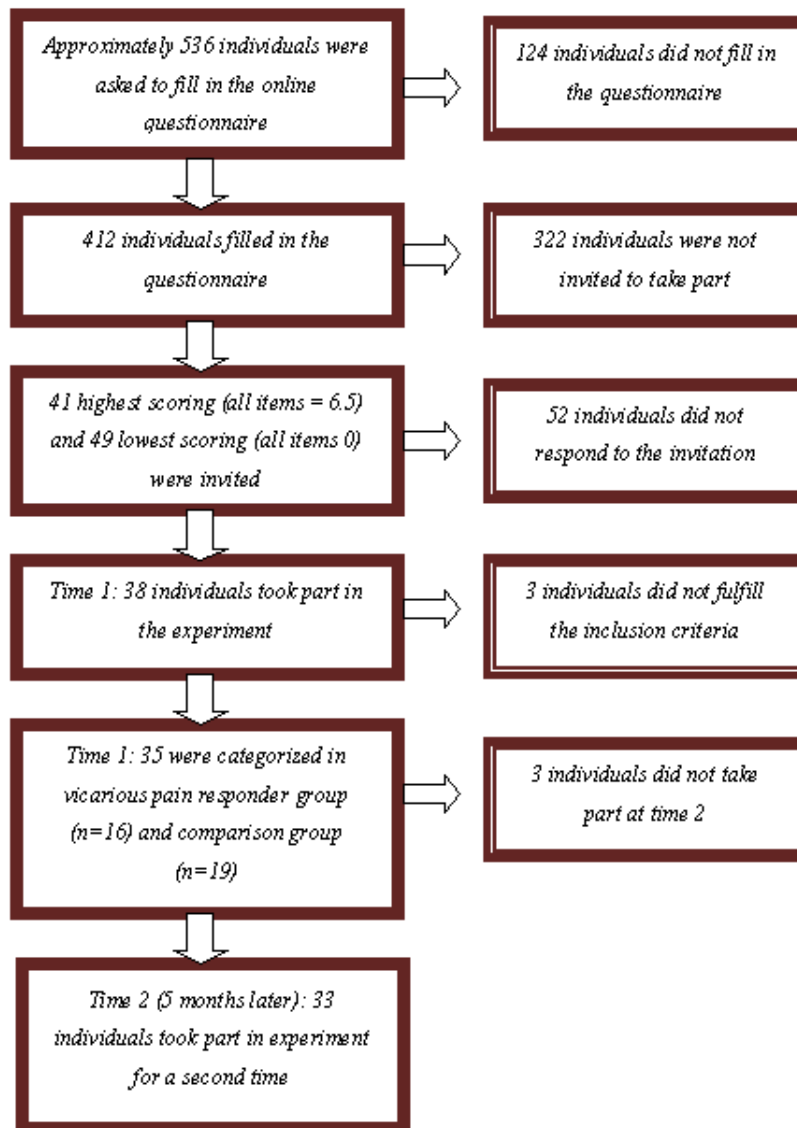 Approximately 536 individuals were
asked to fill in the online
questionnaire
124 individuals did not fill in
the questionnaire
412 individuals filled in the
questionnaire
322 individuals were not
invited to take part
41 highest scoring (all items = 6.5)
and 49 lowest scoring (all items 0)
were invited
52 individuals did not
respond to the invitation
Time 1: 38 individuals took part in
the experiment
3 individuals did not fulfill
the inclusion criteria
Time 1: 35 were categorized in
vicarious pain responder group
(n=16) and comparison group
(n=19)
3 individuals did not take
part at time 2
Time 2 (5 months later): 33
individuals took part in experiment
for a second time